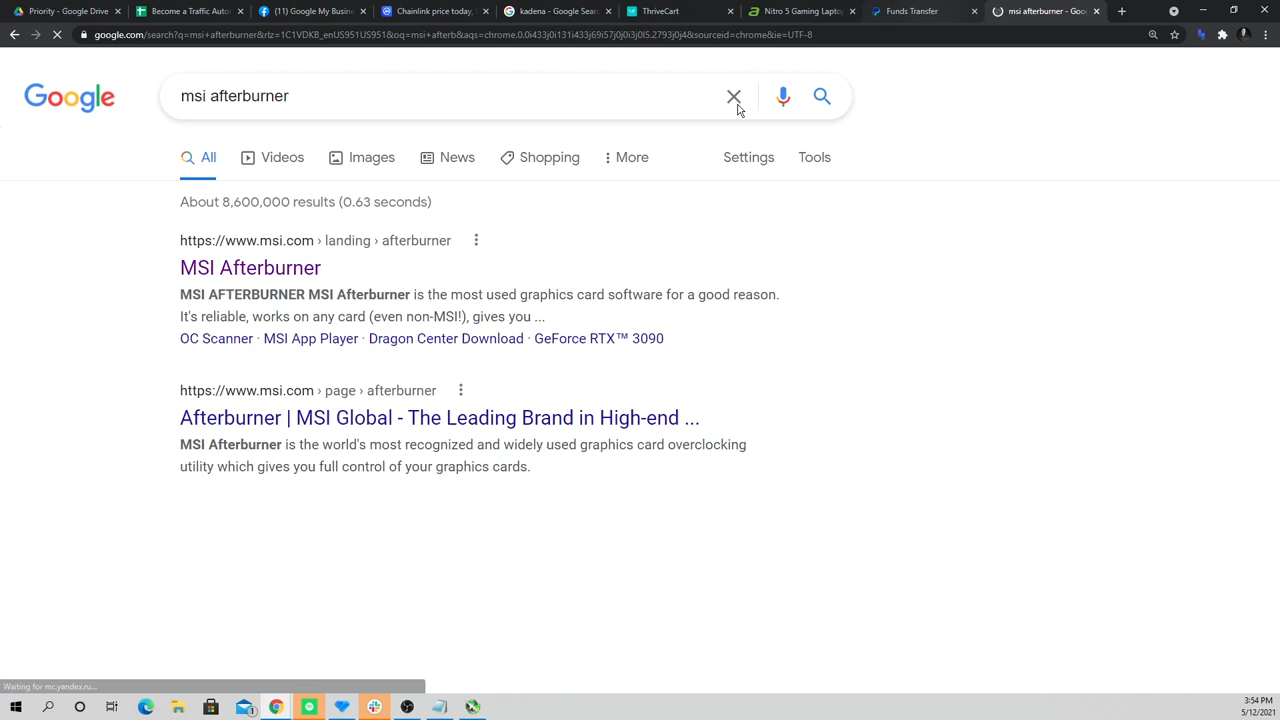 Priority - Google Drive
Become a Traffic Autor
(11) Google My Busine
Chainlink price today,
kadena - Google Sear
ThriveCart
Nitro 5 Gaming Lapto
Funds Transfer
msi afterburner - Goo
google.com/search?q=msi+afterburner&rlz=1C1VDKB_enUS951US951&oq=msi+afterb&aqs=chrome.0.0i433j0i131i433j69i57j0j0i3j0l5.2793j0j4&sourceid=chrome&ie=UTF-8
Google
msi afterburner
All
Videos
Images
News
Shopping
More
Settings
Tools
About 8,600,000 results (0.63 seconds)
https://www.msi.com › landing › afterburner
MSI Afterburner
MSI AFTERBURNER MSI Afterburner is the most used graphics card software for a good reason.
It's reliable, works on any card (even non-MSI!), gives you ...
OC Scanner · MSI App Player · Dragon Center Download · GeForce RTX™ 3090
https://www.msi.com › page › afterburner
Afterburner | MSI Global - The Leading Brand in High-end ...
MSI Afterburner is the world's most recognized and widely used graphics card overclocking
utility which gives you full control of your graphics cards.
Waiting for mc.yandex.ru...
1
3:54 PM
5/12/2021